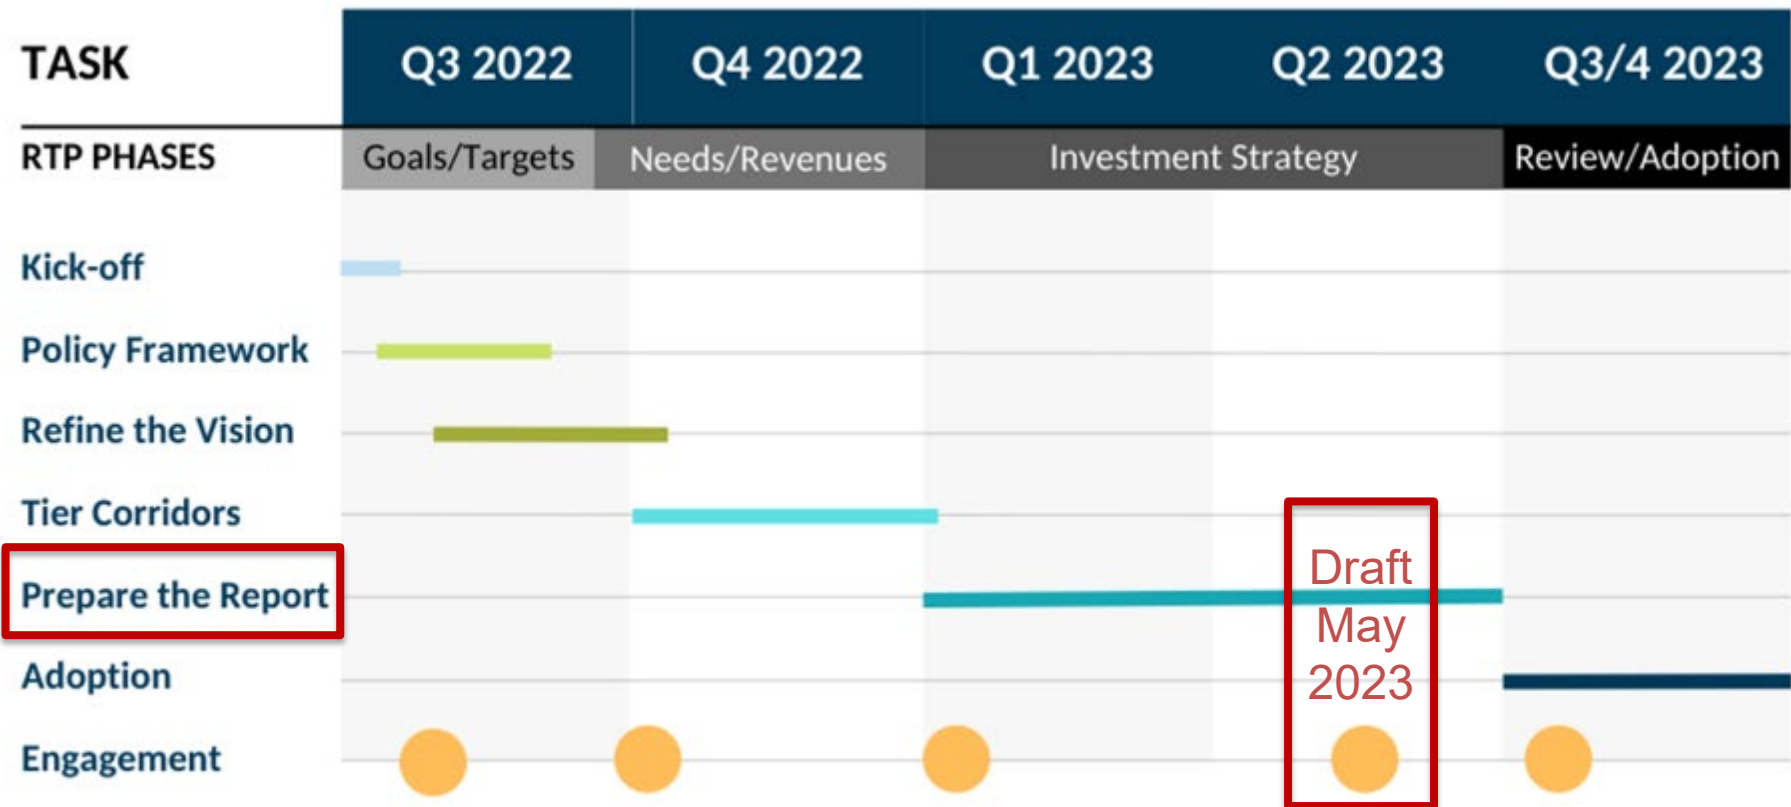 TASK Q3 2022 Q4 2022 Q1 2023 Q2 2023 Q3/4 2023
RTP PHASES Goals/Targets Needs/Revenues Investment Strategy Review/Adoption
Kick-off
Policy Framework
Refine the Vision
Tier Corridors
Prepare the Report
Draft
May
2023
Adoption
Engagement